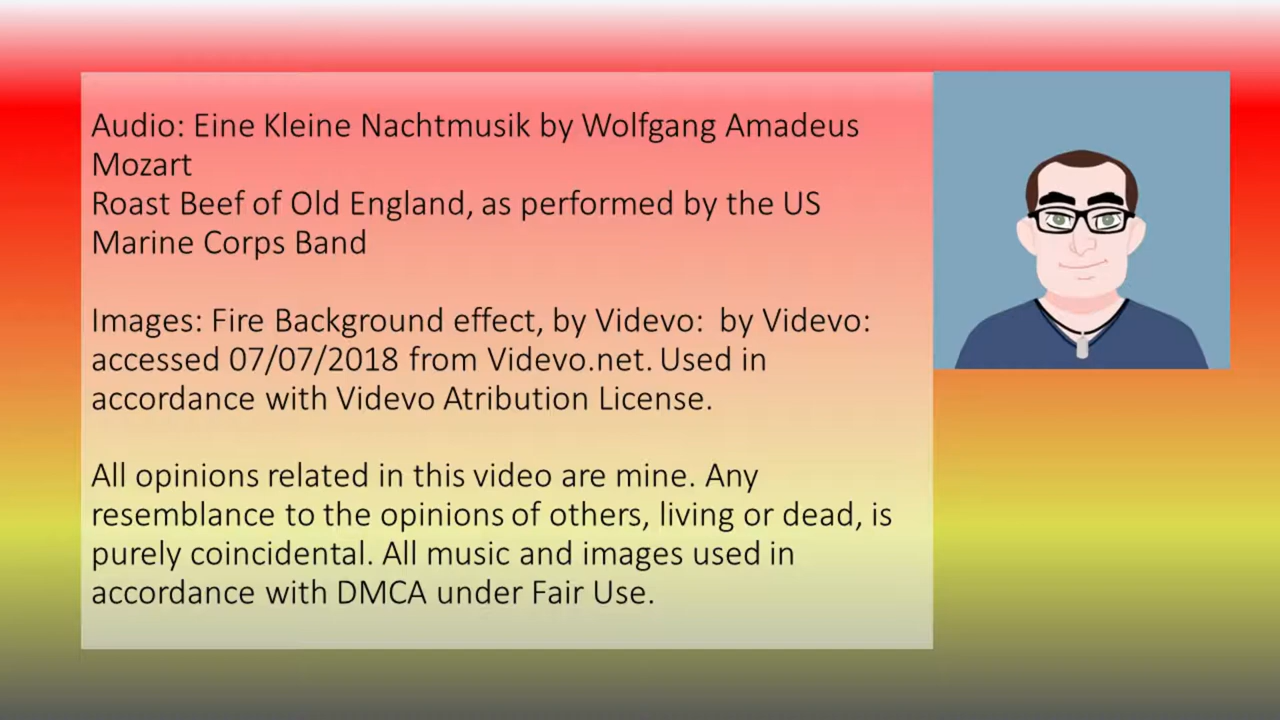 Audio: Eine Kleine Nachtmusik by Wolfgang Amadeus
Mozart
Roast Beef of Old England, as performed by the US
Marine Corps Band
Images: Fire Background effect, by Videvo:  by Videvo:
accessed 07/07/2018 from Videvo.net. Used in
accordance with Videvo Atribution License.
All opinions related in this video are mine. Any
resemblance to the opinions of others, living or dead, is
purely coincidental. All music and images used in
accordance with DMCA under Fair Use.